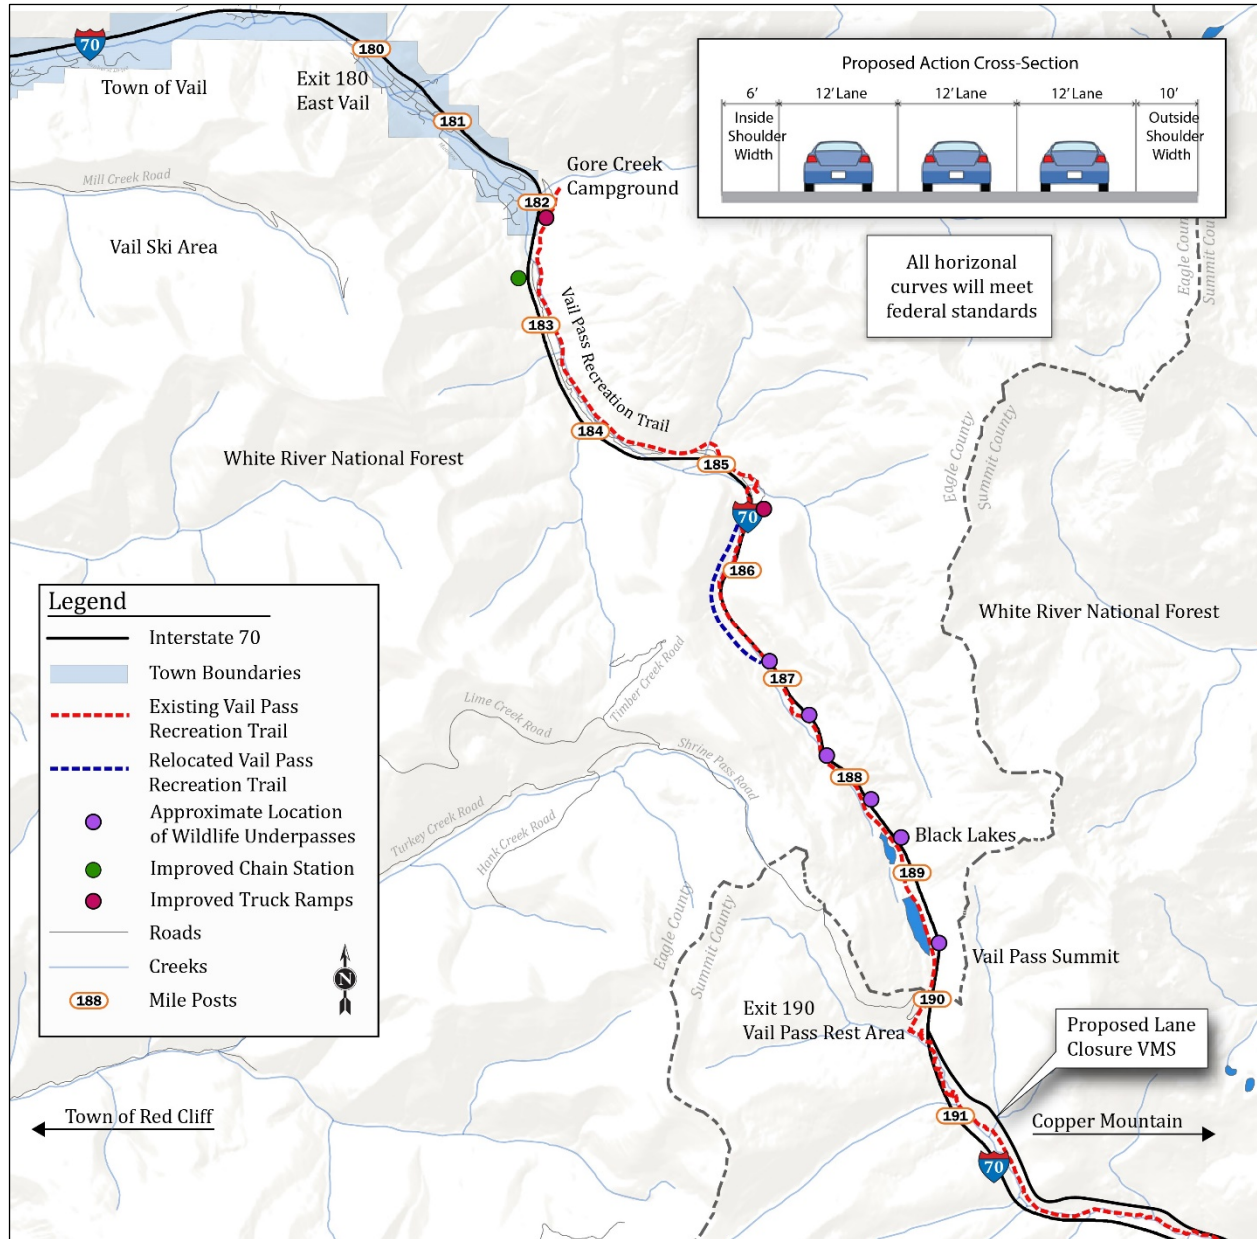 70
Town of Vail
180
Exit 180
East Vail
181
Mill Creek Road
Vail Ski Area
Gore Creek
Campground
182
183
Vail Pass Recreation Trail
184
185
White River National Forest
70
186
187
188
Black Lakes
189
Vail Pass Summit
190
Exit 190
Vail Pass Rest Area
191
70
Proposed Lane
Closure VMS
Copper Mountain
Town of Red Cliff
White River National Forest
Eagle County
Summit County
Eagle County
Summit County
Eagle County
Summit County
Lime Creek Road
Timber Creek Road
Shrine Pass Road
Turkey Creek Road
Hank Creek Road
Proposed Action Cross-Section
6' 12' Lane 12' Lane 12' Lane 10'
Inside
Shoulder
Width
Outside
Shoulder
Width
All horizonal
curves will meet
federal standards
Legend
Interstate 70
Town Boundaries
Existing Vail Pass
Recreation Trail
Relocated Vail Pass
Recreation Trail
Approximate Location
of Wildlife Underpasses
Improved Chain Station
Improved Truck Ramps
Roads
Creeks
188 Mile Posts
N